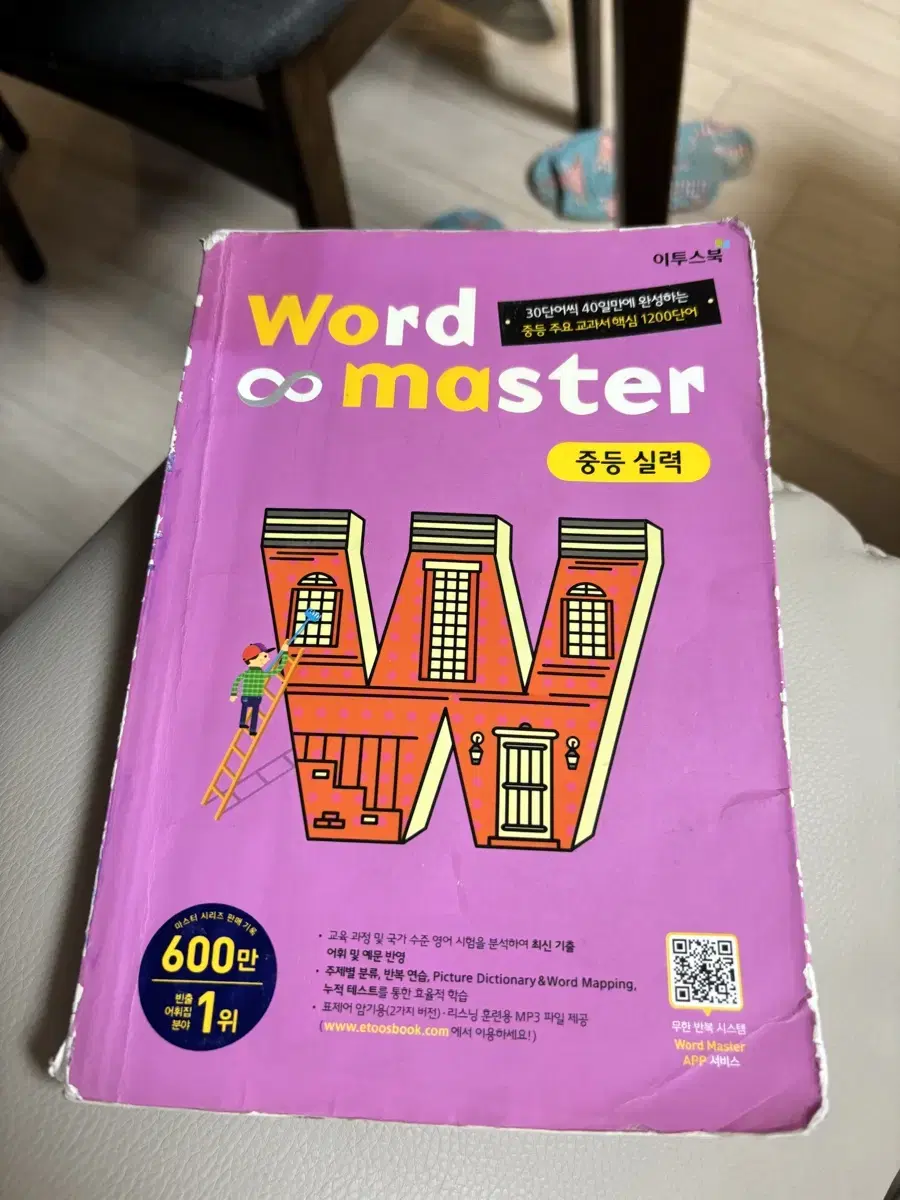 이투스북
Word
30단어씩 40일만에 완성하는
중등 주요 교과서 핵심 1200단어
master
중등 실력
미스터 시리즈 판매 기록
600만
빈출
어휘집
분야
1위
• 교육 과정 및 국가 수준 영어 시험을 분석하여 최신 기출
어휘 및 예문 반영
• 주제별 분류, 반복 연습, Picture Dictionary & Word Mapping,
누적 테스트를 통한 효율적 학습
• 표제어 암기용(2가지 버전)·리스닝 훈련용 MP3 파일 제공
(www.etoosbook.com에서 이용하세요!)
무한 반복 시스템
Word Master
APP 서비스